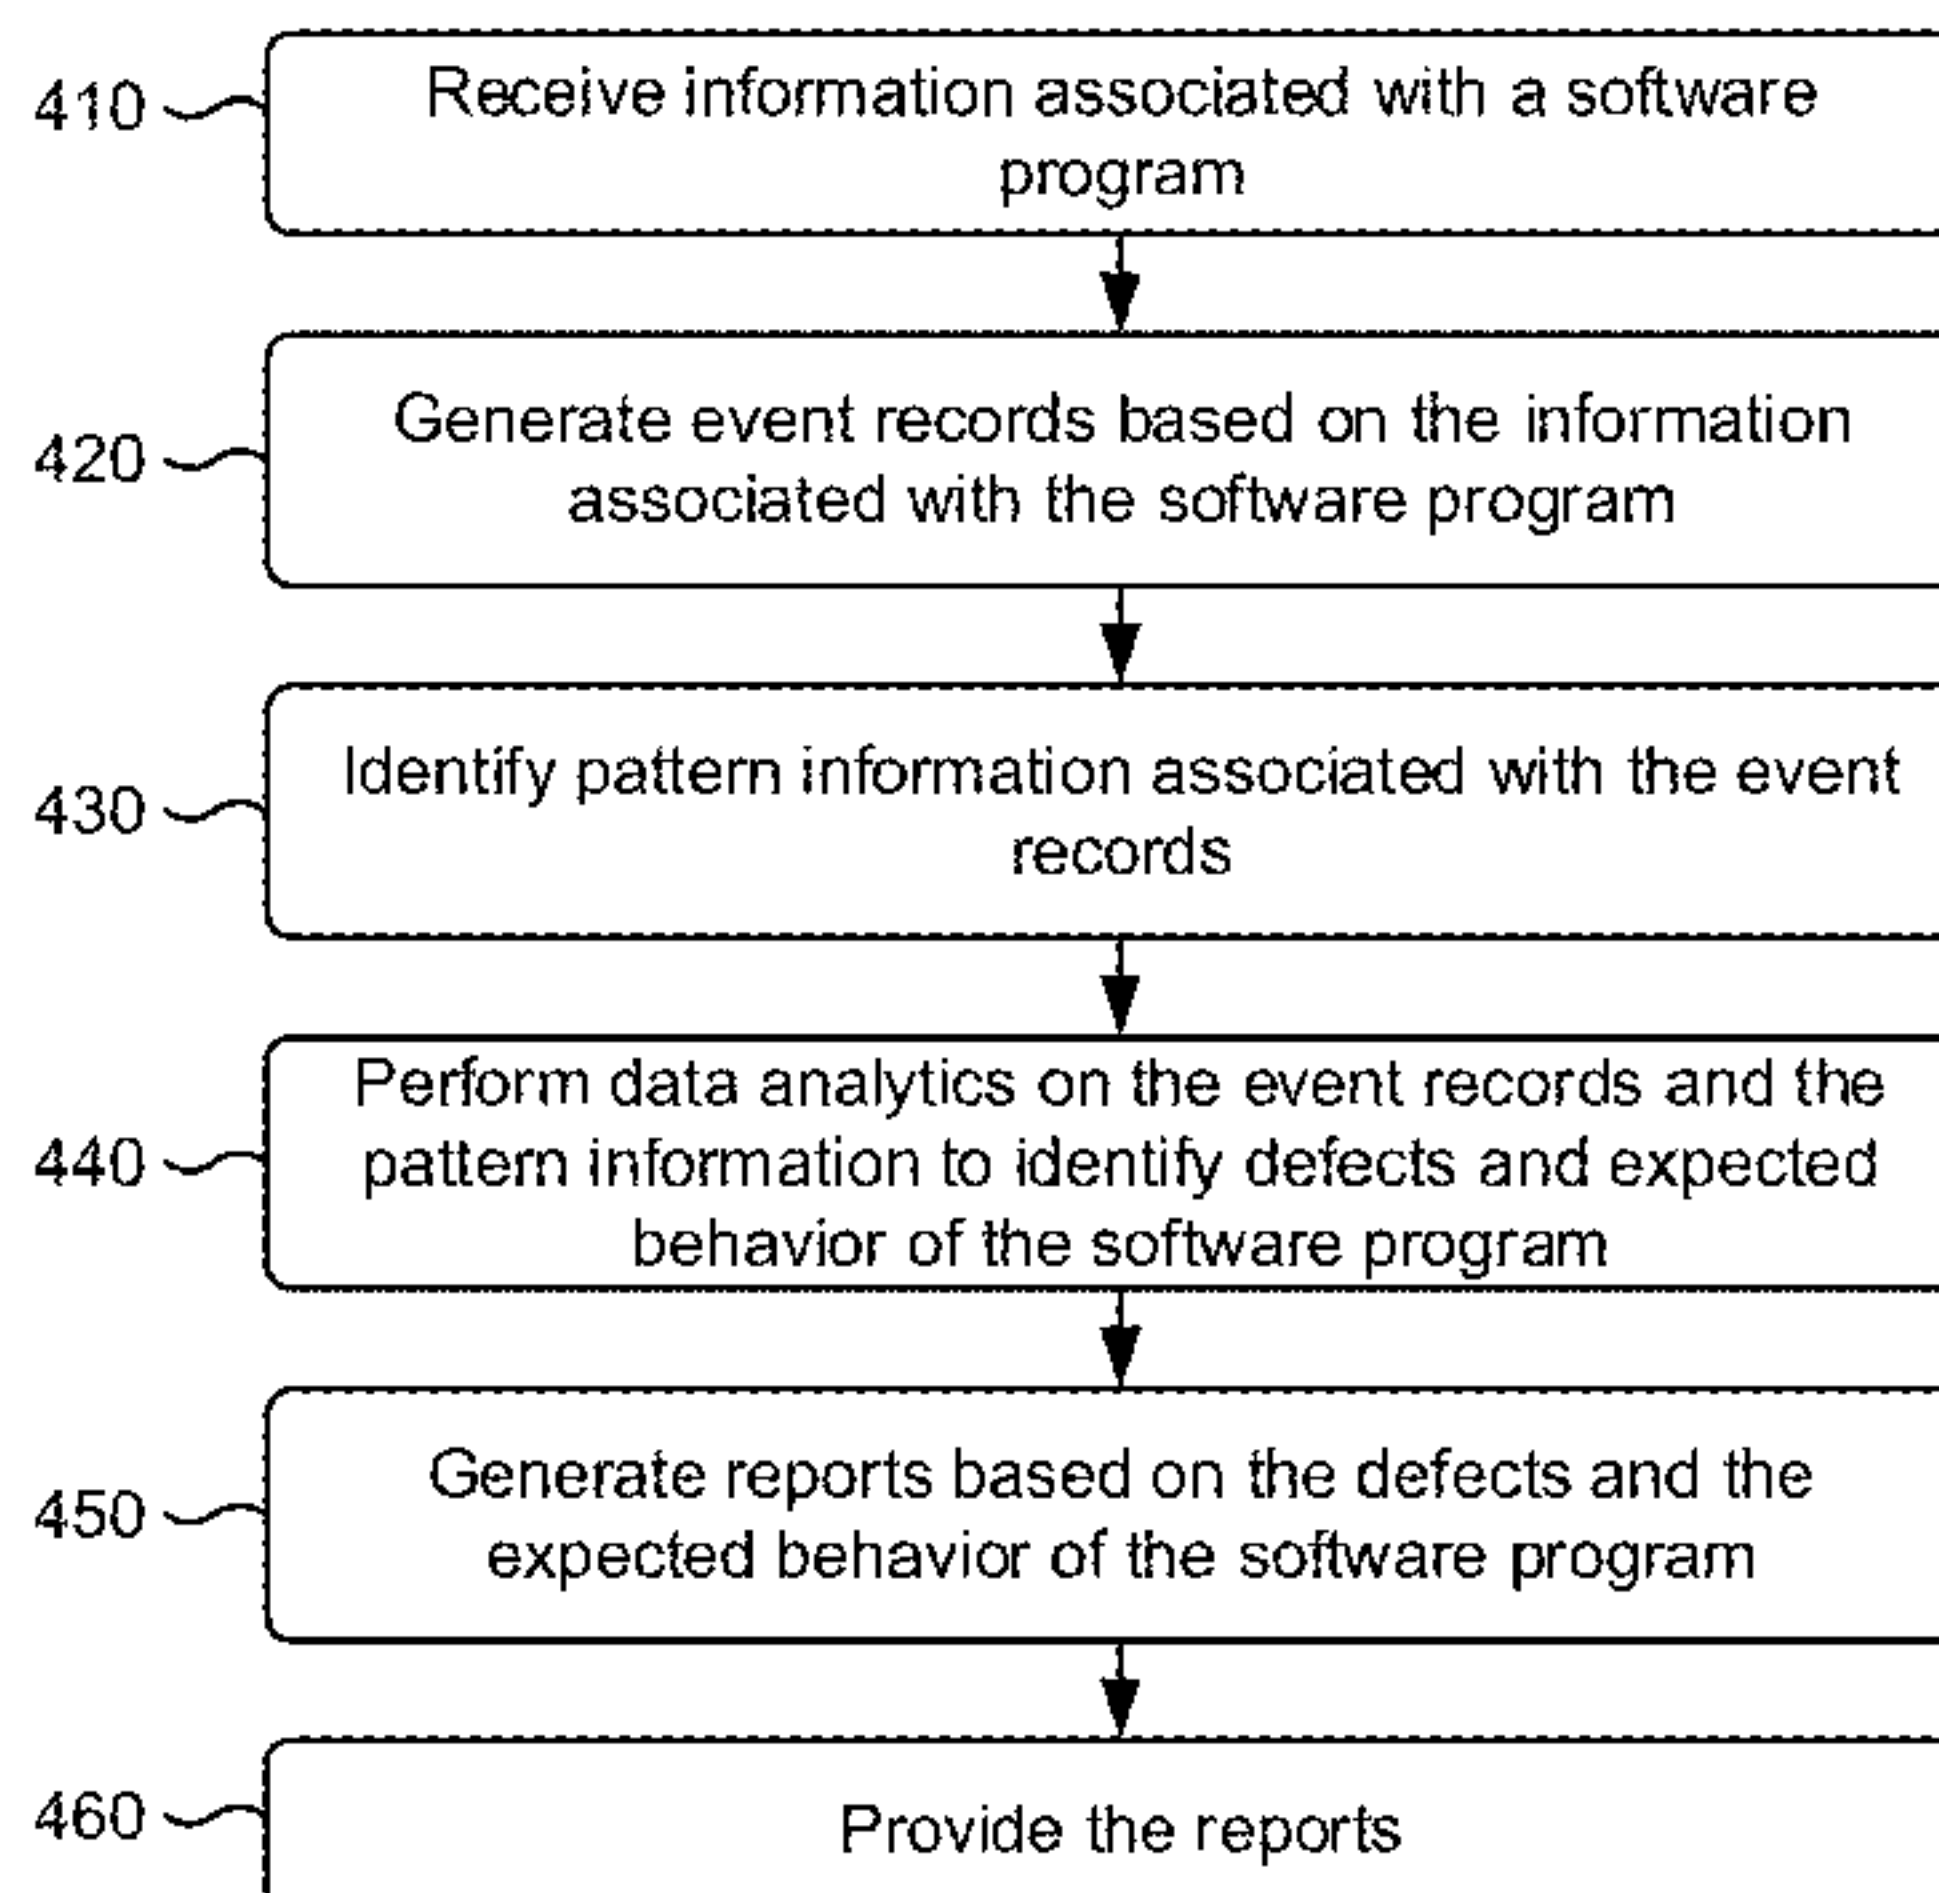 410
Receive information associated with a software
program
420
Generate event records based on the information
associated with the software program
430
Identify pattern information associated with the event
records
440
Perform data analytics on the event records and the
pattern information to identify defects and expected
behavior of the software program
450
Generate reports based on the defects and the
expected behavior of the software program
460
Provide the reports